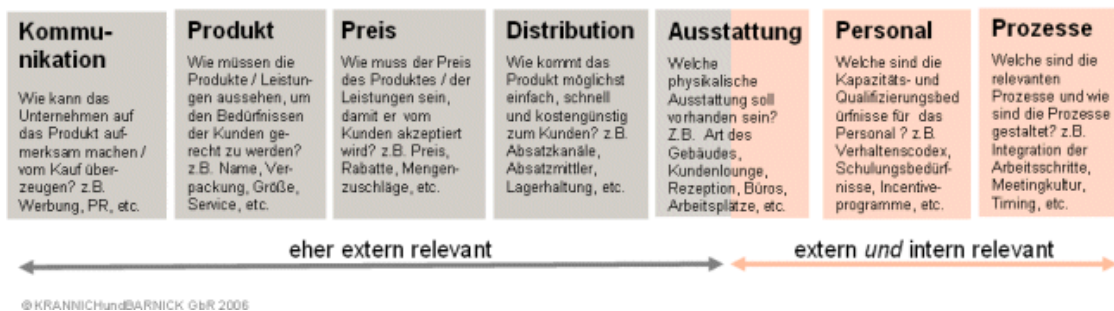 Kommu-
nikation
Wie kann das
Unternehmen auf
das Produkt auf-
merksam machen /
vom Kauf über-
zeugen? z.B.
Werbung, PR, etc.
Produkt
Wie müssen die
Produkte / Leistun-
gen aussehen, um
den Bedürfnissen
der Kunden ge-
recht zu werden?
z.B. Name, Ver-
packung, Größe,
Service, etc.
Preis
Wie muss der Preis
des Produktes / der
Leistungen sein,
damit er vom
Kunden akzeptiert
wird? z.B. Preis,
Rabatte, Mengen-
zuschläge, etc.
Distribution
Wie kommt das
Produkt möglichst
einfach, schnell
und kostengünstig
zum Kunden? z.B.
Absatzkanäle,
Absatzmittler,
Lagerhaltung, etc.
Ausstattung
Welche
physikalische
Ausstattung soll
vorhanden sein?
Z.B. Art des
Gebäudes,
Kundenlounge,
Rezeption, Büros,
Arbeitsplätze, etc.
Personal
Welche sind die
Kapazitäts- und
Qualifizierungsbed
ürfnisse für das
Personal ? z.B.
Verhaltenscodex,
Schulungsbedürf-
nisse, Incentive-
programme, etc.
Prozesse
Welche sind die
relevanten
Prozesse und wie
sind die Prozesse
gestaltet? z.B.
Integration der
Arbeitsschritte,
Meetingkultur,
Timing, etc.
eher extern relevant
extern und intern relevant
© KRANNICHundBARNICK GbR 2006